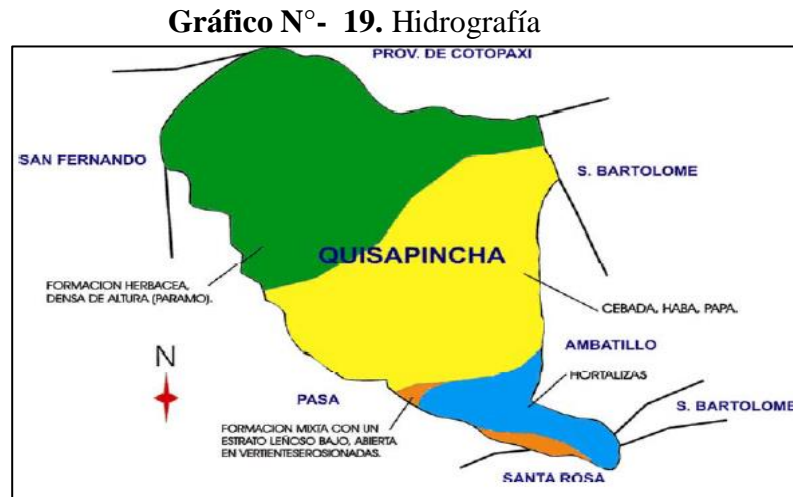 Gráfico N°- 19. Hidrografía
PROV. DE COTOPAXI
SAN FERNANDO
S. BARTOLOME
QUISAPINCHA
FORMACION HERBACEA,
DENSA DE ALTURA (PARAMO).
CEBADA, HABA, PAPA.
N
AMBATILLO
HORTALIZAS
PASA
S. BARTOLOME
FORMACION MIXTA CON UN
ESTRATO LEÑOSO BAJO, ABIERTA
EN VERTIENTESEROSIONADAS.
SANTA ROSA